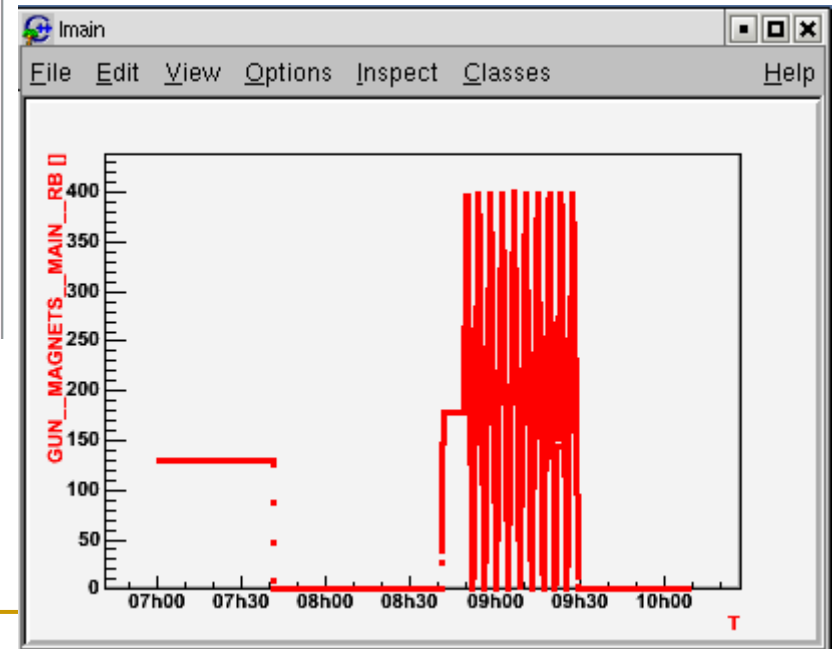 Imain
File Edit View Options Inspect Classes Help
GUN__MAGNETS__MAIN__RB []
400
350
300
250
200
150
100
50
0
07h00 07h30 08h00 08h30 09h00 09h30 10h00
T